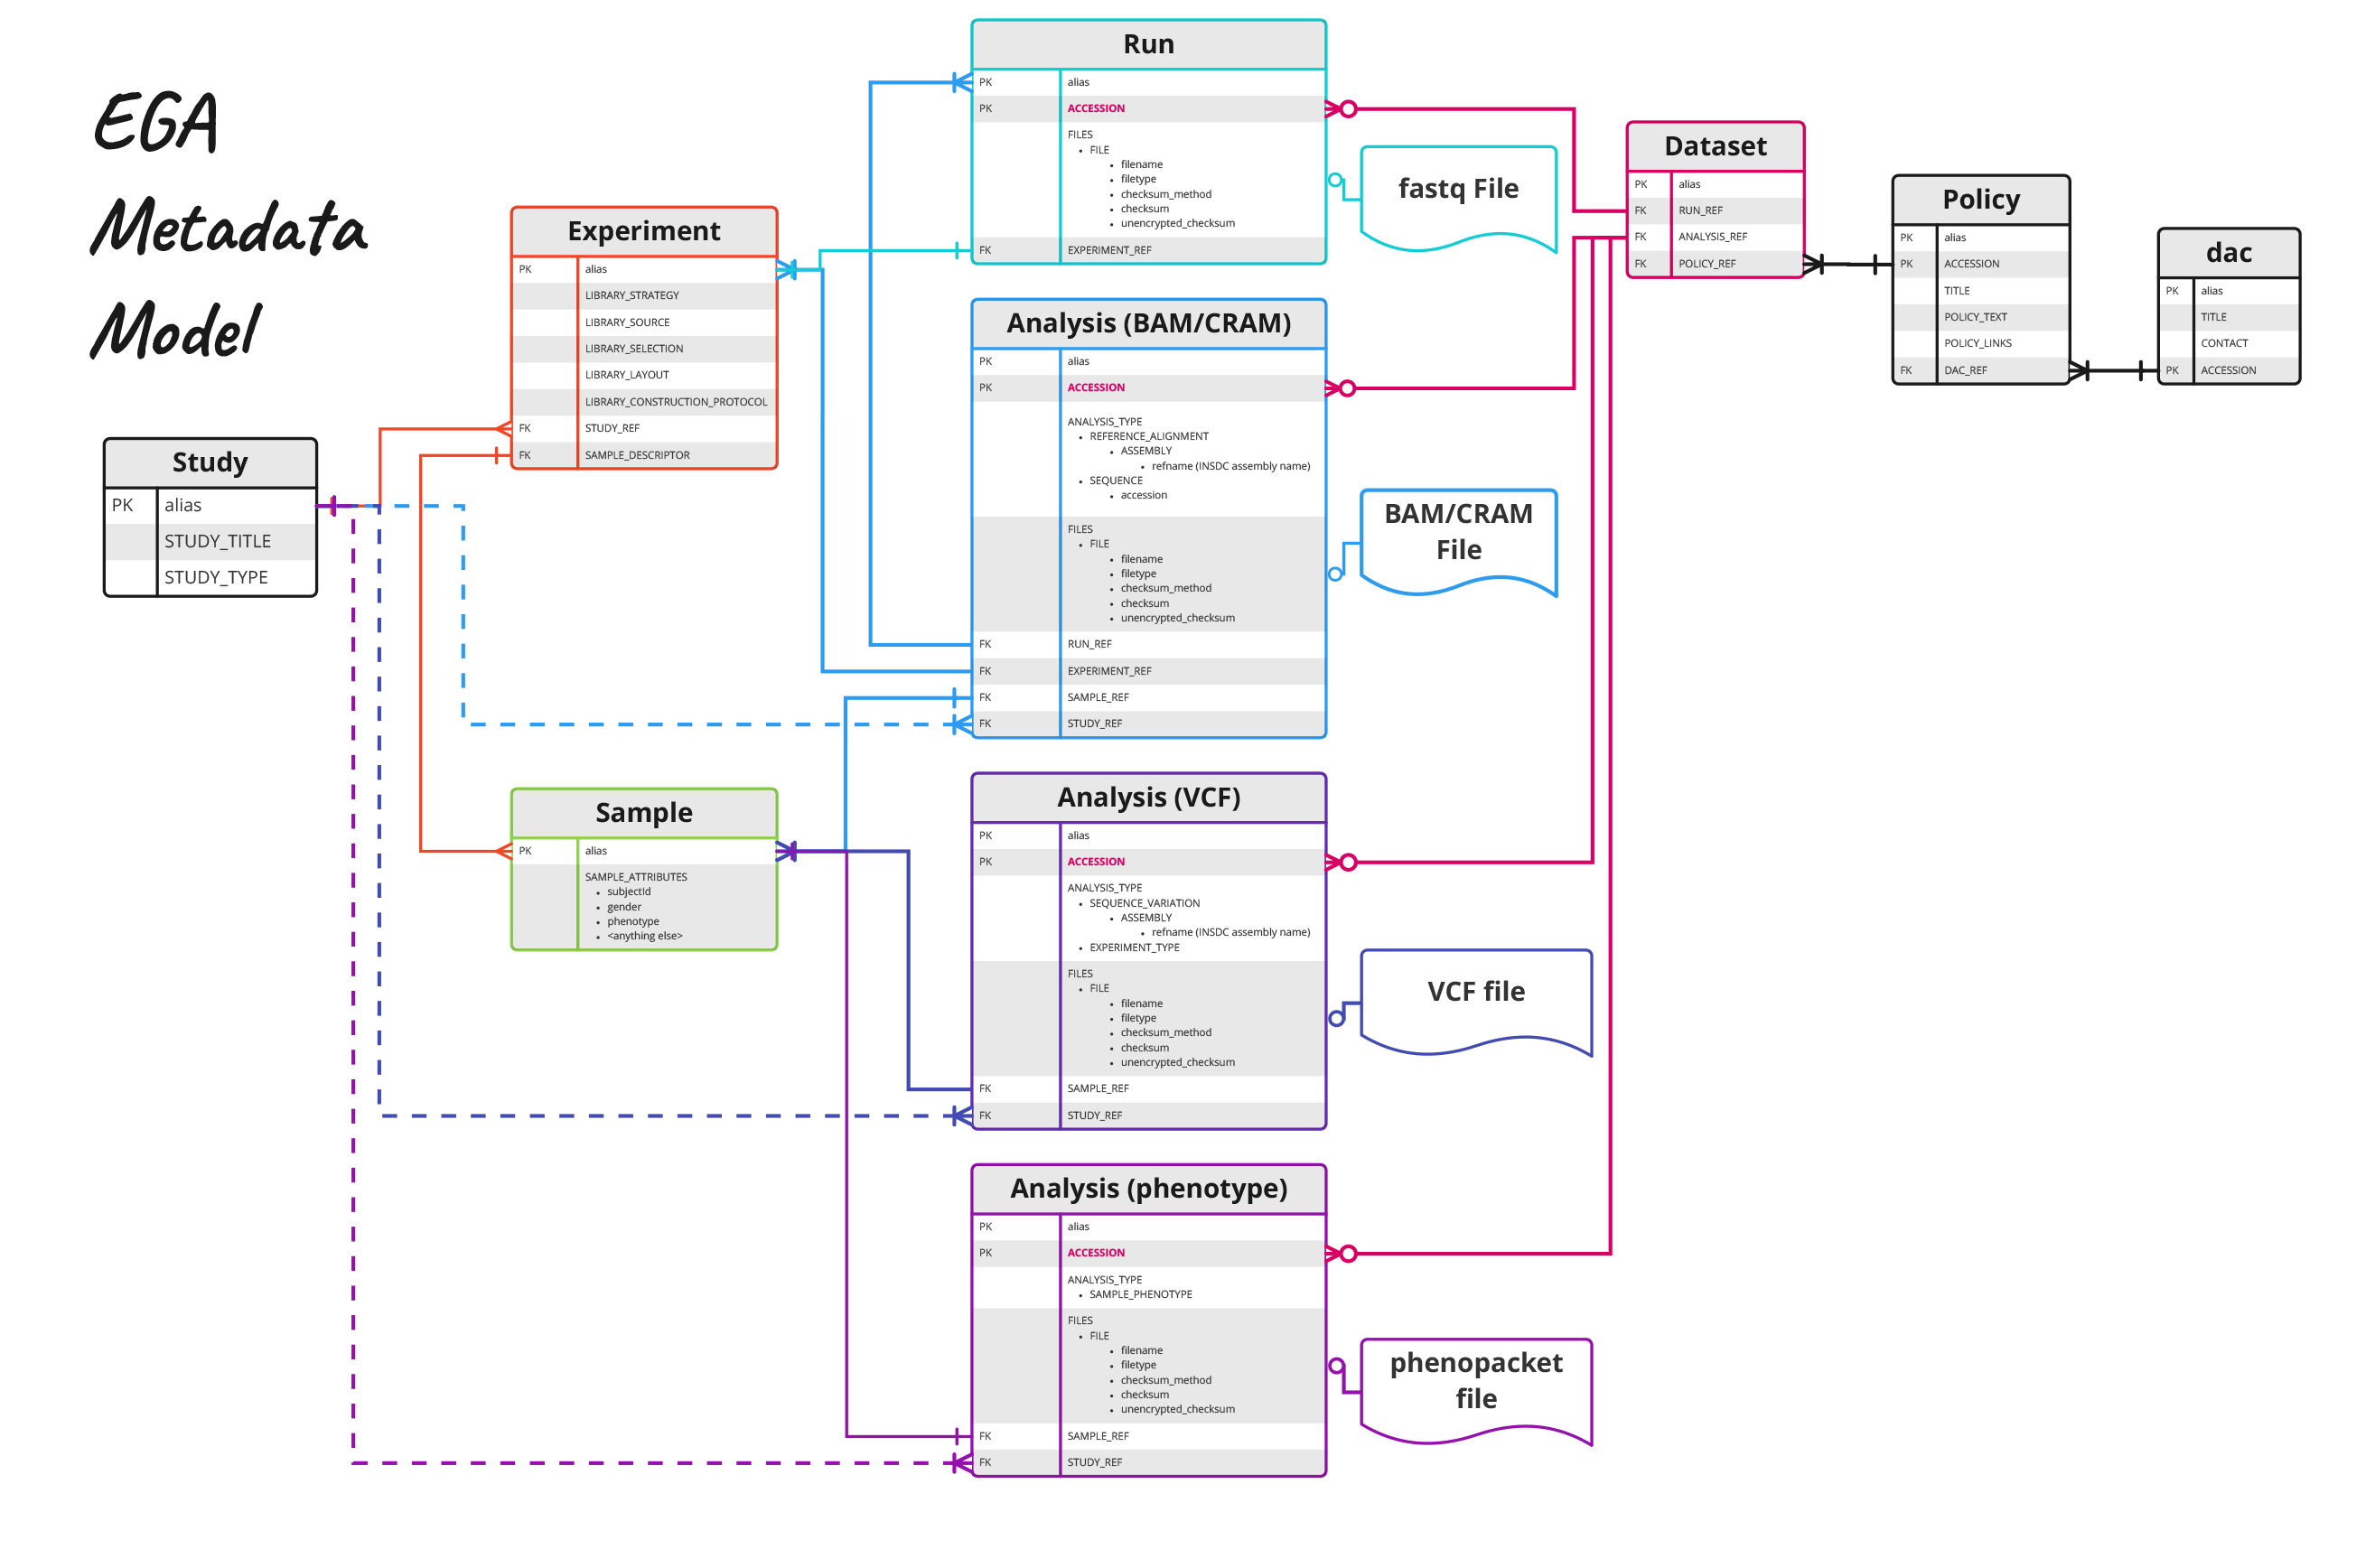 EGA
Metadata
Model
Study
PK alias
STUDY_TITLE
STUDY_TYPE
Experiment
PK alias
LIBRARY_STRATEGY
LIBRARY_SOURCE
LIBRARY_SELECTION
LIBRARY_LAYOUT
LIBRARY_CONSTRUCTION_PROTOCOL
FK STUDY_REF
FK SAMPLE_DESCRIPTOR
Sample
PK alias
SAMPLE_ATTRIBUTES
• subjectId
• gender
• phenotype
• <anything else>
Run
PK alias
PK ACCESSION
FILES
• FILE
• filename
• filetype
• checksum_method
• checksum
• unencrypted_checksum
FK EXPERIMENT_REF
fastq File
Analysis (BAM/CRAM)
PK alias
PK ACCESSION
ANALYSIS_TYPE
• REFERENCE_ALIGNMENT
• ASSEMBLY
• refname (INSDC assembly name)
• SEQUENCE
• accession
FILES
• FILE
• filename
• filetype
• checksum_method
• checksum
• unencrypted_checksum
FK RUN_REF
FK EXPERIMENT_REF
FK SAMPLE_REF
FK STUDY_REF
BAM/CRAM
File
Analysis (VCF)
PK alias
PK ACCESSION
ANALYSIS_TYPE
• SEQUENCE_VARIATION
• ASSEMBLY
• refname (INSDC assembly name)
• EXPERIMENT_TYPE
FILES
• FILE
• filename
• filetype
• checksum_method
• checksum
• unencrypted_checksum
FK SAMPLE_REF
FK STUDY_REF
VCF file
Analysis (phenotype)
PK alias
PK ACCESSION
ANALYSIS_TYPE
• SAMPLE_PHENOTYPE
FILES
• FILE
• filename
• filetype
• checksum_method
• checksum
• unencrypted_checksum
FK SAMPLE_REF
FK STUDY_REF
phenopacket
file
Dataset
PK alias
FK RUN_REF
FK ANALYSIS_REF
FK POLICY_REF
Policy
PK alias
PK ACCESSION
TITLE
POLICY_TEXT
POLICY_LINKS
FK DAC_REF
dac
PK alias
TITLE
CONTACT
PK ACCESSION